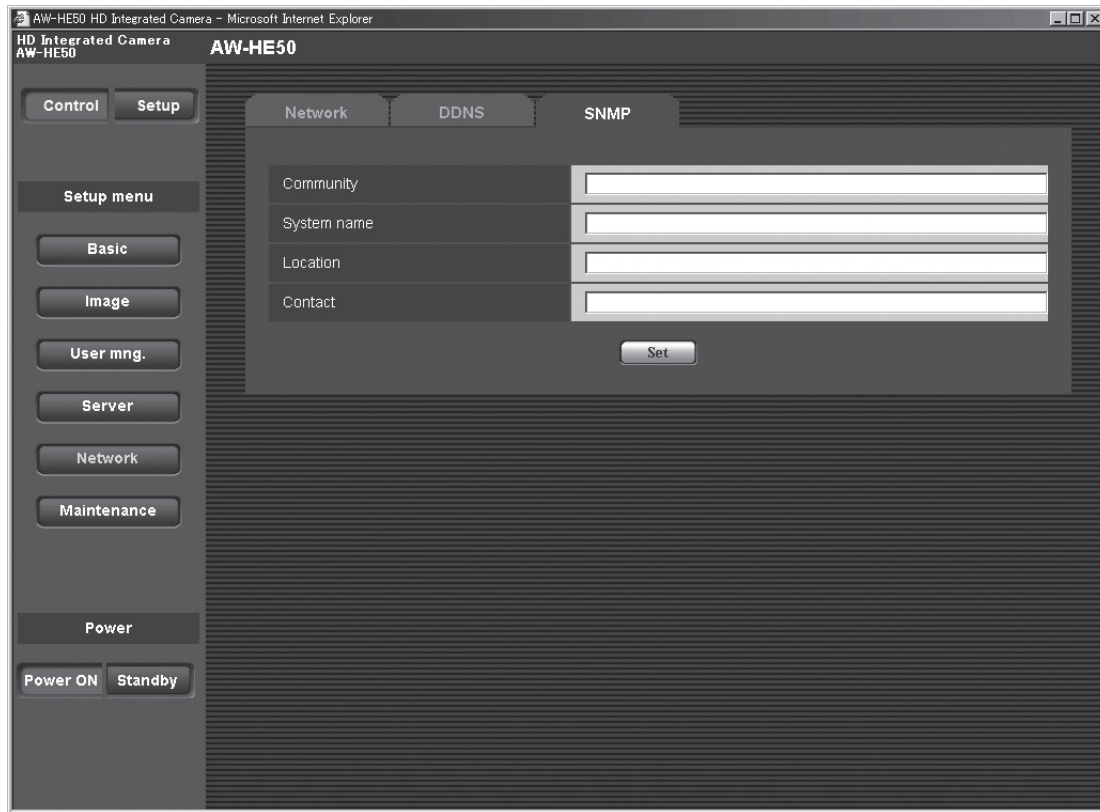 AW-HE50 HD Integrated Camera - Microsoft Internet Explorer
HD Integrated Camera
AW-HE50
AW-HE50
Control Setup
Network DDNS SNMP
Setup menu
Basic
Image
User mng.
Server
Network
Maintenance
Community
System name
Location
Contact
Set
Power
Power ON Standby